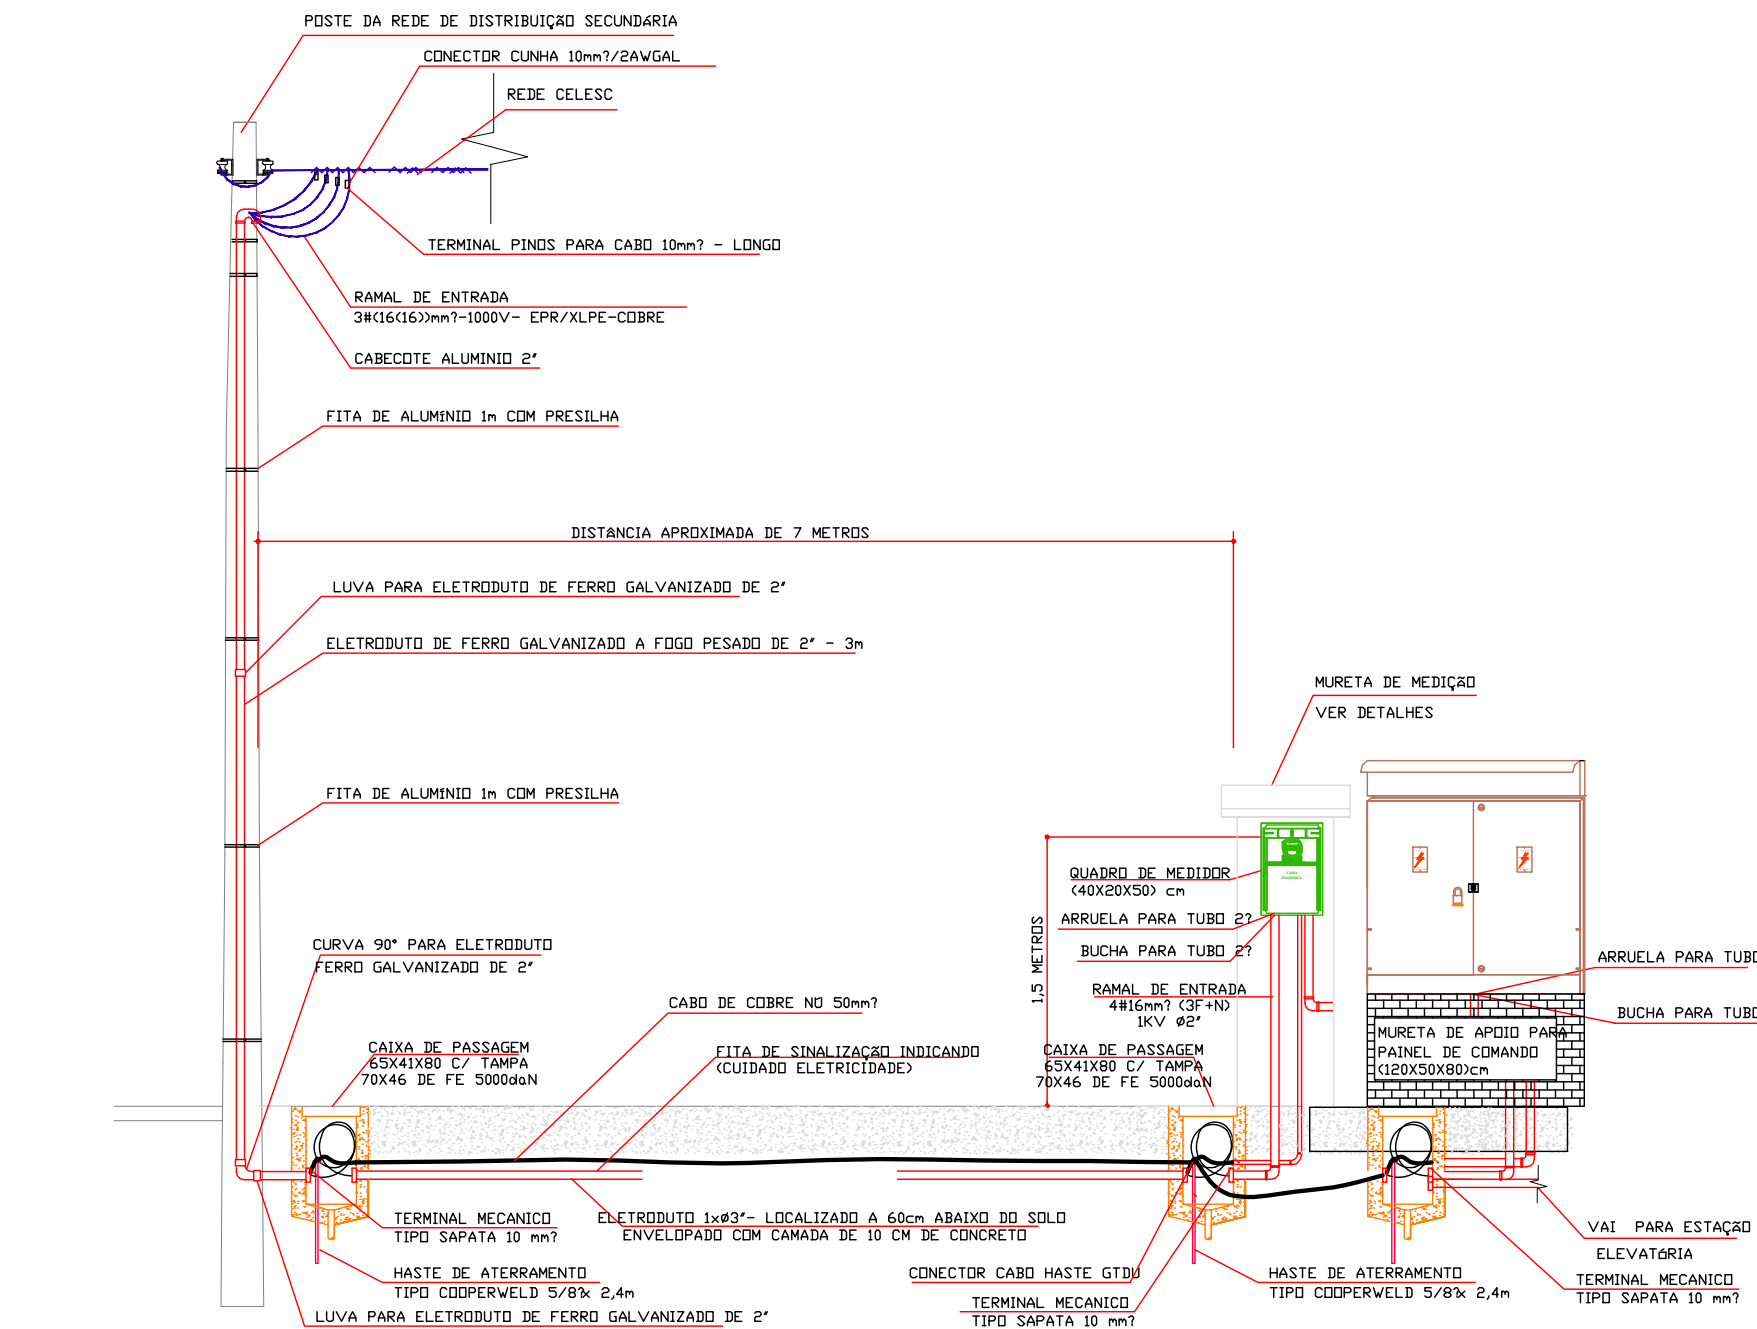 POSTE DA REDE DE DISTRIBUIÇÃO SECUNDÁRIA
CONECTOR CUNHA 10mm?/2AWGAL
REDE CELESC
TERMINAL PINOS PARA CABO 10mm? - LONGO
RAMAL DE ENTRADA
3#(16(16))mm?-1000V- EPR/XLPE-COBRE
CABECOTE ALUMINIO 2"
FITA DE ALUMÍNIO 1m COM PRESILHA
DISTÂNCIA APROXIMADA DE 7 METROS
LUVA PARA ELETRODUTO DE FERRO GALVANIZADO DE 2"
ELETRODUTO DE FERRO GALVANIZADO A FOGO PESADO DE 2" - 3m
MURETA DE MEDIÇÃO
VER DETALHES
FITA DE ALUMÍNIO 1m COM PRESILHA
QUADRO DE MEDIDOR
(40X20X50) cm
ARRUELA PARA TUBO 2?
BUCHA PARA TUBO 2?
1,5 METROS
RAMAL DE ENTRADA
4#16mm? (3F+N)
1KV Ø2"
CURVA 90° PARA ELETRODUTO
FERRO GALVANIZADO DE 2"
ARRUELA PARA TUBO
BUCHA PARA TUBO
CABO DE COBRE NÚ 50mm?
MURETA DE APOIO PARA
PAINEL DE COMANDO
(120X50X80)cm
CAIXA DE PASSAGEM
65X41X80 C/ TAMPA
70X46 DE FE 5000daN
FITA DE SINALIZAÇÃO INDICANDO
(CUIDADO ELETRICIDADE)
CAIXA DE PASSAGEM
65X41X80 C/ TAMPA
70X46 DE FE 5000daN
TERMINAL MECANICO
TIPO SAPATA 10 mm?
ELETRODUTO 1xØ3"- LOCALIZADO A 60cm ABAIXO DO SOLO
ENVELOPADO COM CAMADA DE 10 CM DE CONCRETO
VAI PARA ESTAÇÃO
ELEVATÓRIA
HASTE DE ATERRAMENTO
TIPO COOPERWELD 5/8?x 2,4m
CONECTOR CABO HASTE GTDU
HASTE DE ATERRAMENTO
TIPO COOPERWELD 5/8?x 2,4m
TERMINAL MECANICO
TIPO SAPATA 10 mm?
LUVA PARA ELETRODUTO DE FERRO GALVANIZADO DE 2"
TERMINAL MECANICO
TIPO SAPATA 10 mm?